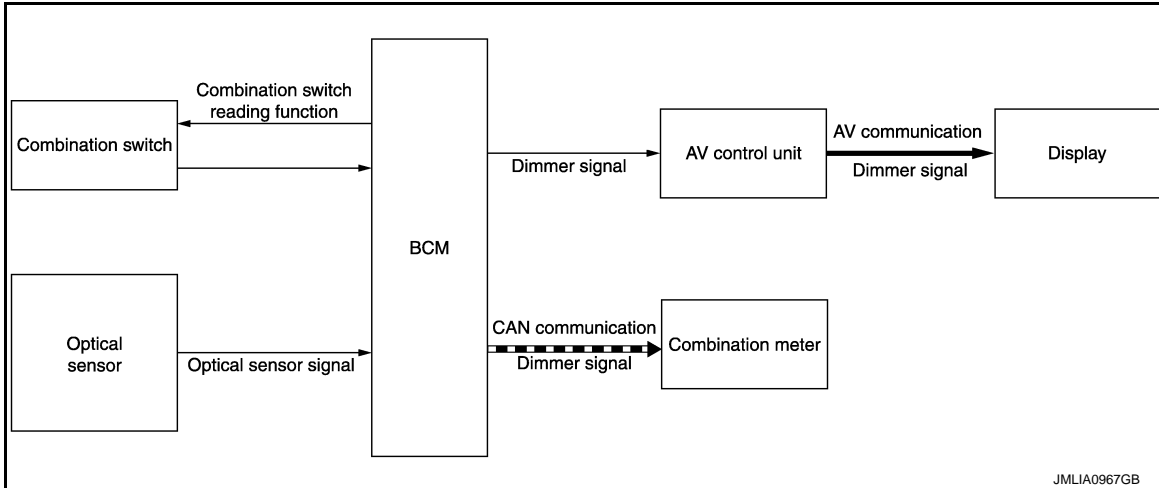 Combination switch
reading function
Combination switch
BCM
Dimmer signal
AV control unit
AV communication
Dimmer signal
Display
Optical
sensor
Optical sensor signal
CAN communication
Dimmer signal
Combination meter
JMLIA0967GB